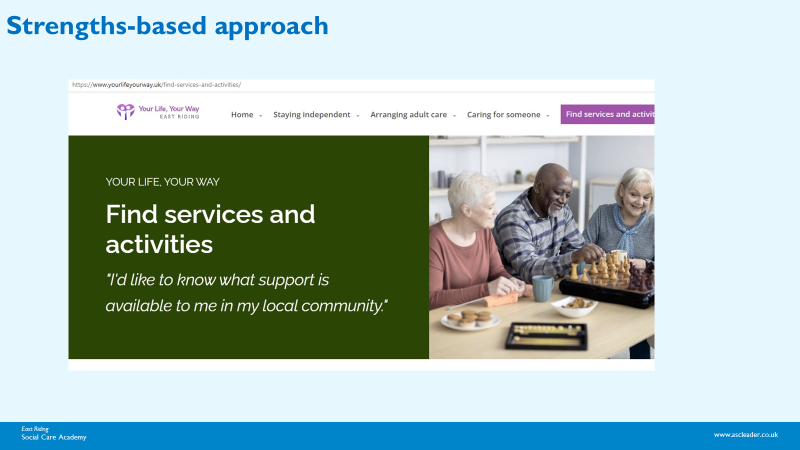 Strengths-based approach
https://www.yourlifeyourway.uk/find-services-and-activities/
Your Life, Your Way
EAST RIDING
Home Staying independent Arranging adult care Caring for someone Find services and activit
YOUR LIFE, YOUR WAY
Find services and
activities
"I'd like to know what support is
available to me in my local community."
East Riding
Social Care Academy
www.ascleader.co.uk